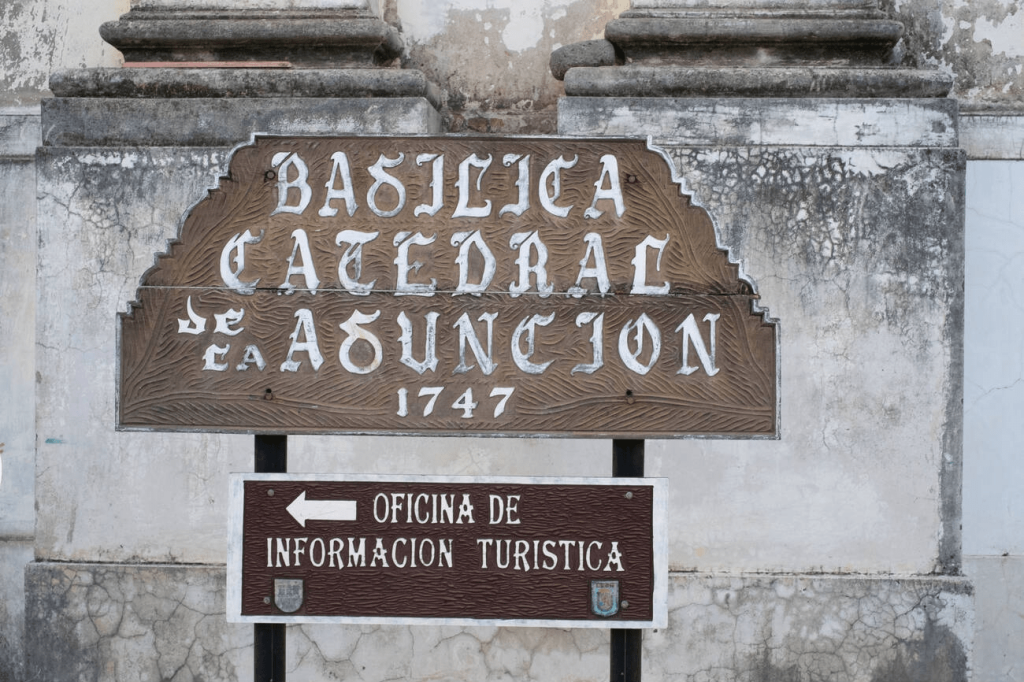 BASILICA
CATEDRAL
de LA ASUNCION
1747
OFICINA DE
INFORMACION TURISTICA